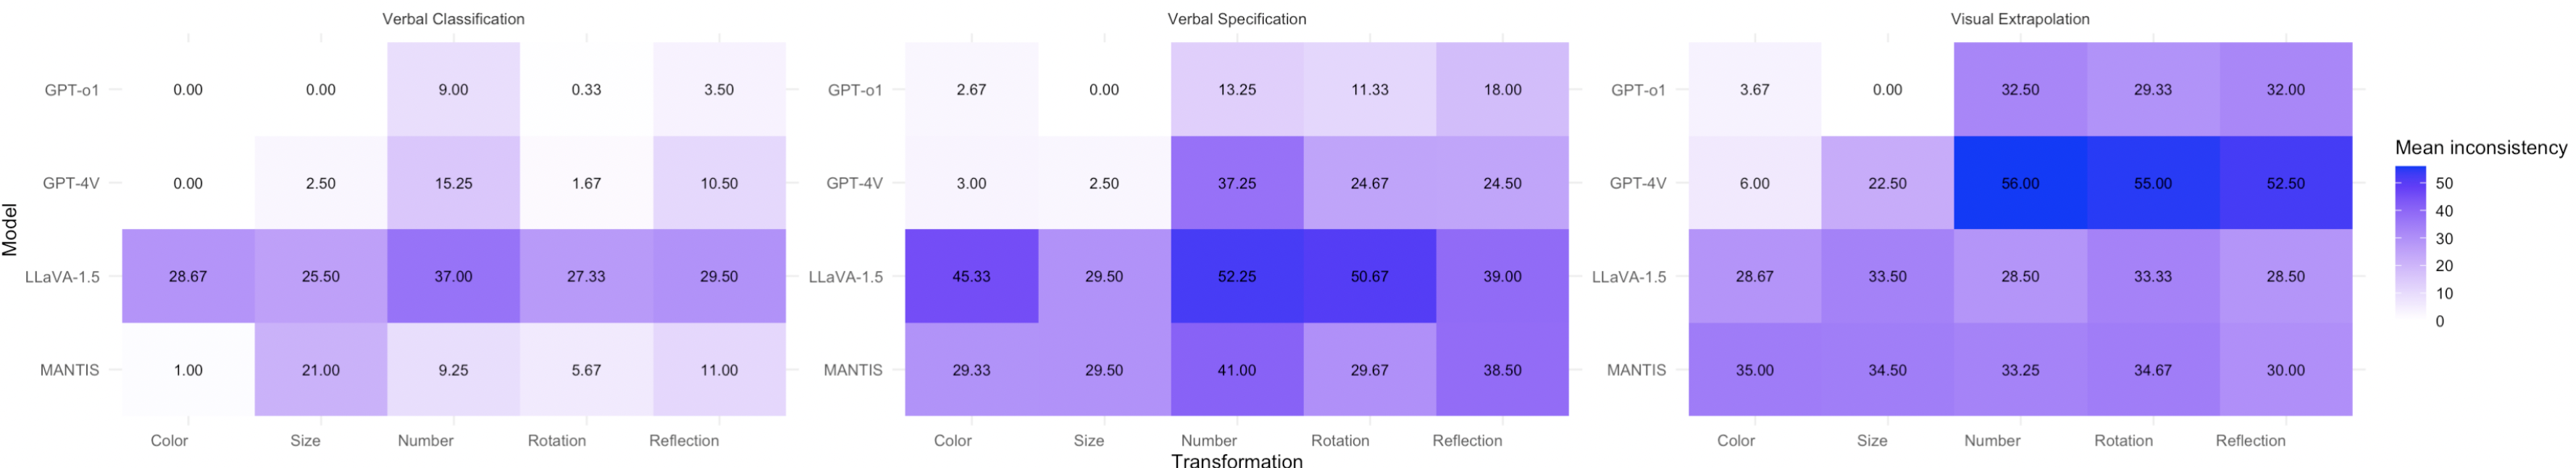 Verbal Classification Verbal Specification Visual Extrapolation
GPT-o1 0.00 0.00 9.00 0.33 3.50 GPT-o1 2.67 0.00 13.25 11.33 18.00 GPT-o1 3.67 0.00 32.50 29.33 32.00
GPT-4V 0.00 2.50 15.25 1.67 10.50 GPT-4V 3.00 2.50 37.25 24.67 24.50 GPT-4V 6.00 22.50 56.00 55.00 52.50
LLaVA-1.5 28.67 25.50 37.00 27.33 29.50 LLaVA-1.5 45.33 29.50 52.25 50.67 39.00 LLaVA-1.5 28.67 33.50 28.50 33.33 28.50
MANTIS 1.00 21.00 9.25 5.67 11.00 MANTIS 29.33 29.50 41.00 29.67 38.50 MANTIS 35.00 34.50 33.25 34.67 30.00
Color Size Number Rotation Reflection Color Size Number Rotation Reflection Color Size Number Rotation Reflection
Model
Transformation
Mean inconsistency
50
40
30
20
10
0